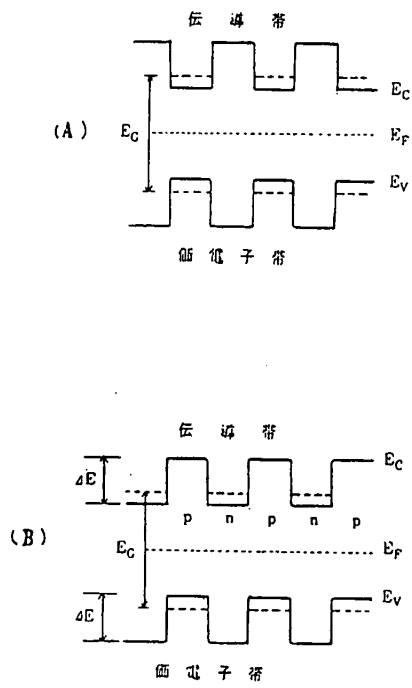 伝 導 帯
E_C
(A)
E_G
E_F
E_V
価 電 子 帯
伝 導 帯
E_C
ΔE
p n p n p
(B)
E_G
E_F
E_V
ΔE
価 電 子 帯